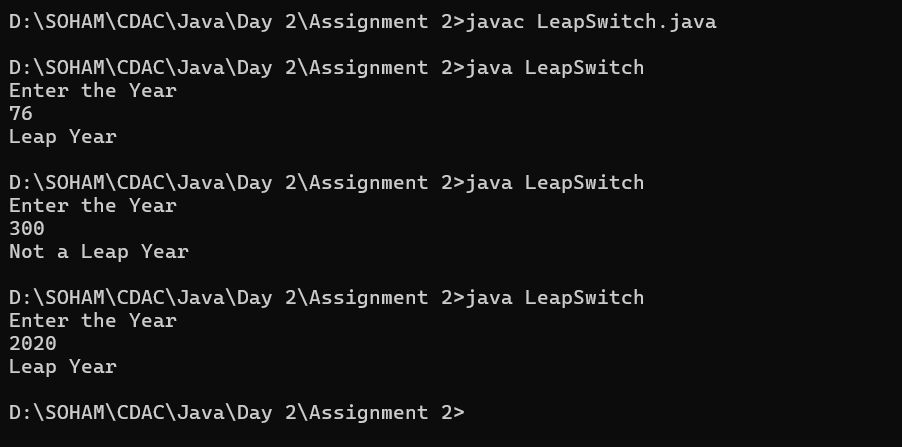 D:\SOHAM\CDAC\Java\Day 2\Assignment 2>javac LeapSwitch.java
D:\SOHAM\CDAC\Java\Day 2\Assignment 2>java LeapSwitch
Enter the Year
76
Leap Year
D:\SOHAM\CDAC\Java\Day 2\Assignment 2>java LeapSwitch
Enter the Year
300
Not a Leap Year
D:\SOHAM\CDAC\Java\Day 2\Assignment 2>java LeapSwitch
Enter the Year
2020
Leap Year
D:\SOHAM\CDAC\Java\Day 2\Assignment 2>